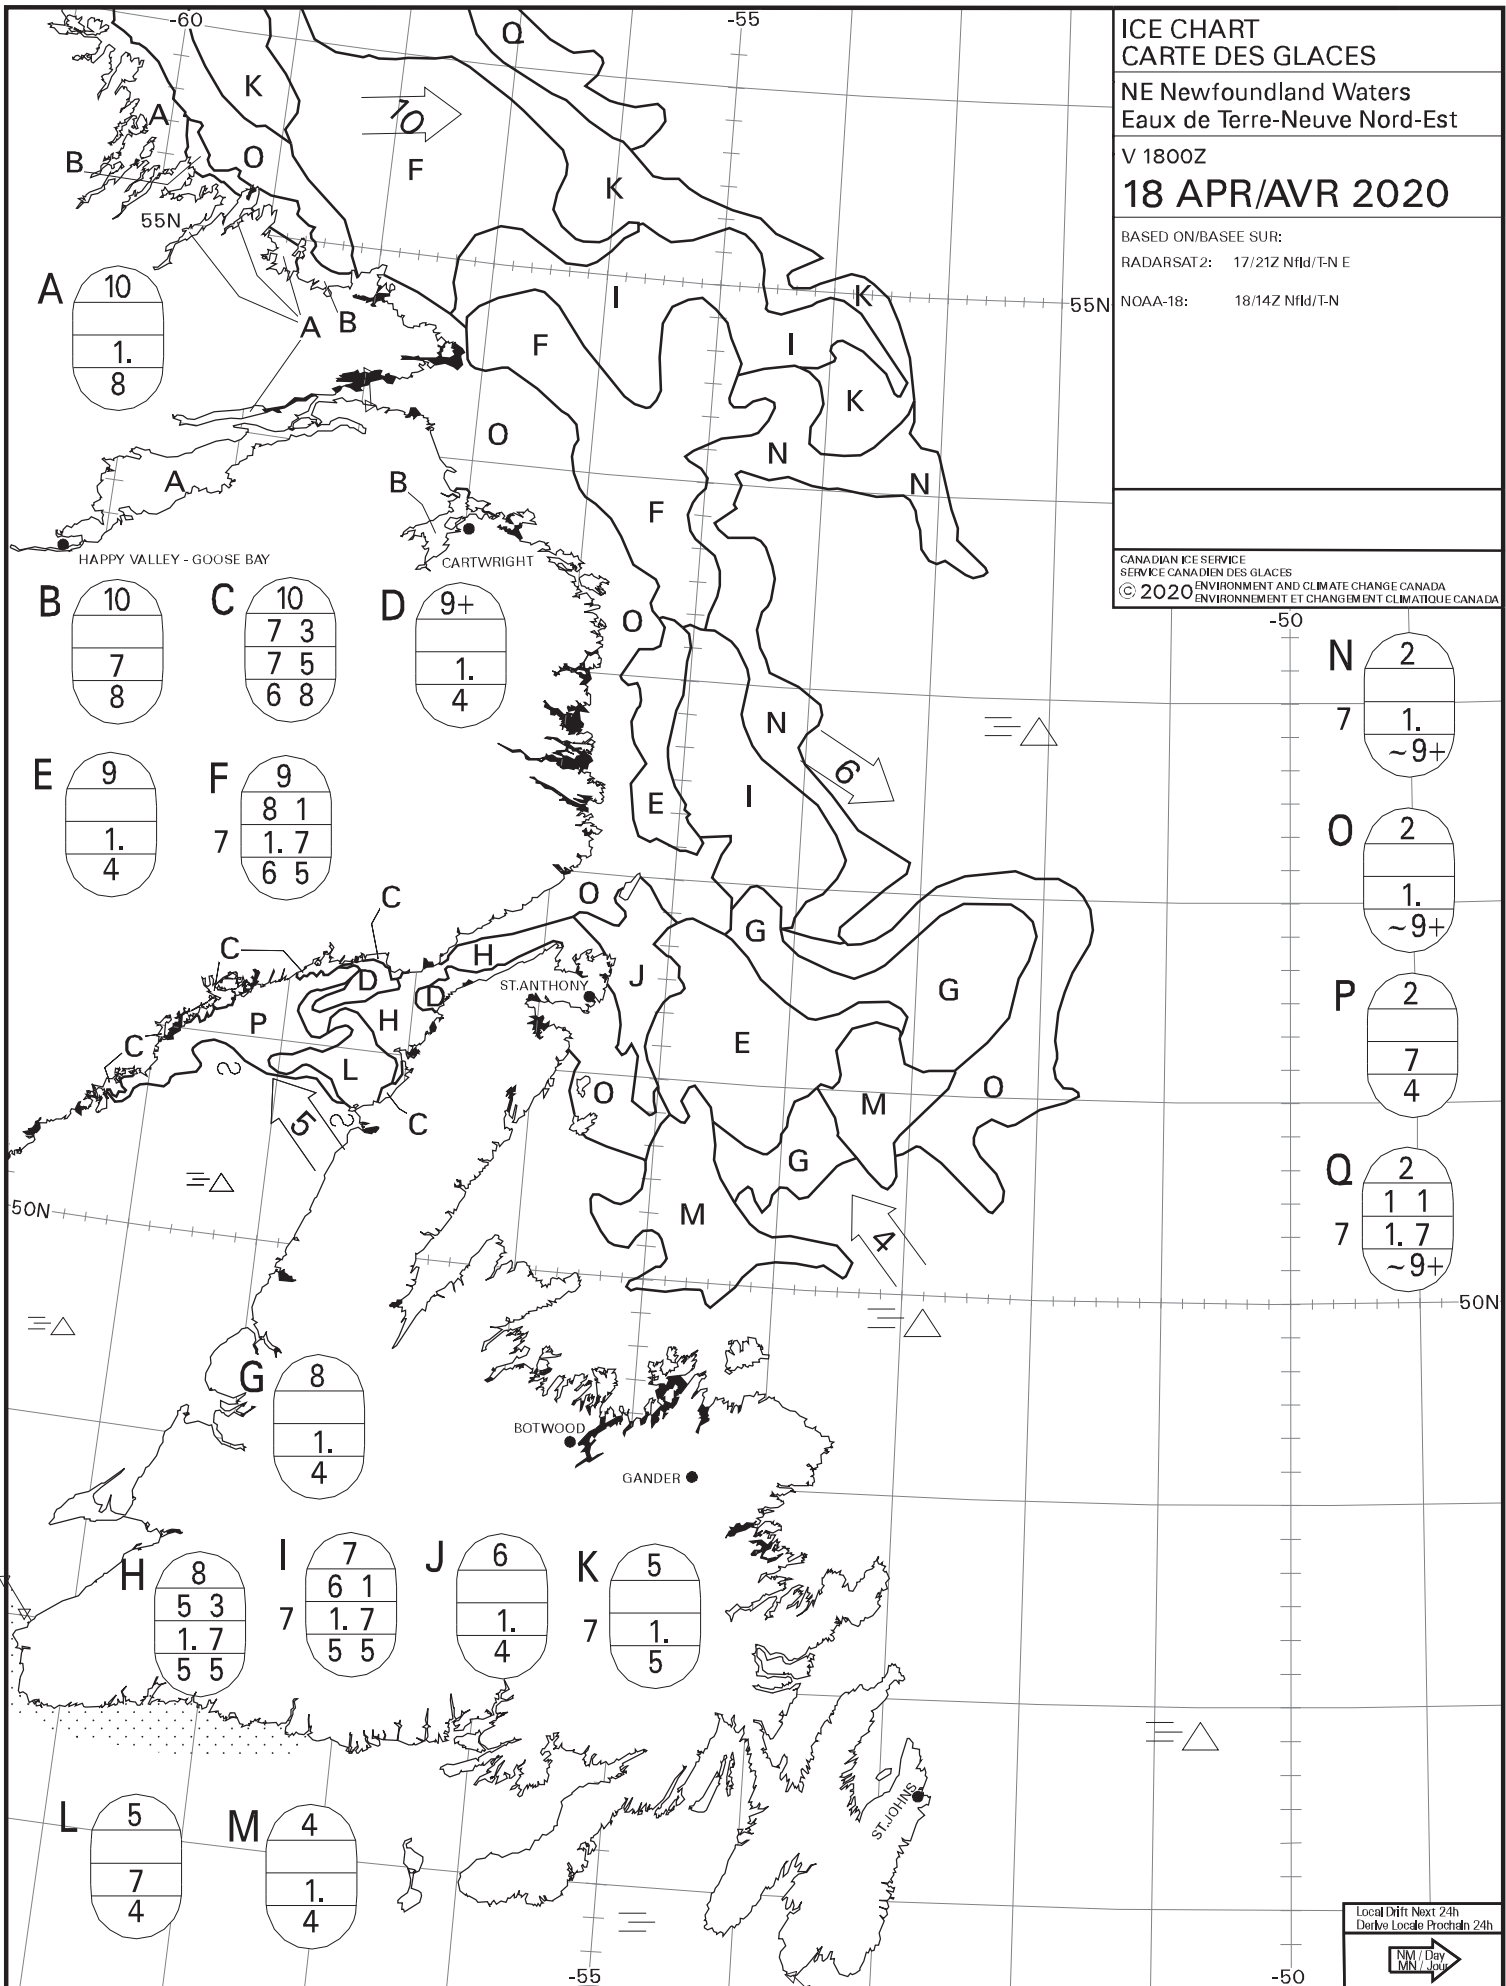 -60
-55
ICE CHART
CARTE DES GLACES
NE Newfoundland Waters
Eaux de Terre-Neuve Nord-Est
V 1800Z
18 APR/AVR 2020
BASED ON/BASEE SUR:
RADARSAT2: 17/21Z Nfld/T-N E
NOAA-18: 18/14Z Nfld/T-N
CANADIAN ICE SERVICE
SERVICE CANADIEN DES GLACES
© 2020 ENVIRONMENT AND CLIMATE CHANGE CANADA
ENVIRONNEMENT ET CHANGEMENT CLIMATIQUE CANADA
Q
K
A
10
O
F
B
K
55N
A
10
1.
8
I
K
55N
A
B
F
I
K
O
N
A
B
N
F
HAPPY VALLEY - GOOSE BAY
CARTWRIGHT
B
10
7
8
C
10
7 3
7 5
6 8
D
9+
1.
4
O
-50
N
2
7
1.
~9+
N
6
I
E
E
9
1.
4
F
9
8 1
7
1. 7
6 5
O
2
1.
~9+
C
O
C
G
H
D
J
ST.ANTHONY
D
G
P
H
E
C
L
O
M
O
C
5
2
2
G
P
2
7
4
Q
2
1 1
7
1. 7
~9+
50N
M
4
50N
G
8
1.
4
BOTWOOD
GANDER
H
8
5 3
1. 7
5 5
I
7
6 1
7
1. 7
5 5
J
6
1.
4
K
5
7
1.
5
ST.JOHNS
L
5
7
4
M
4
1.
4
Local Drift Next 24h
Derive Locale Prochain 24h
NM / Day
MN / Jour
-55
-50